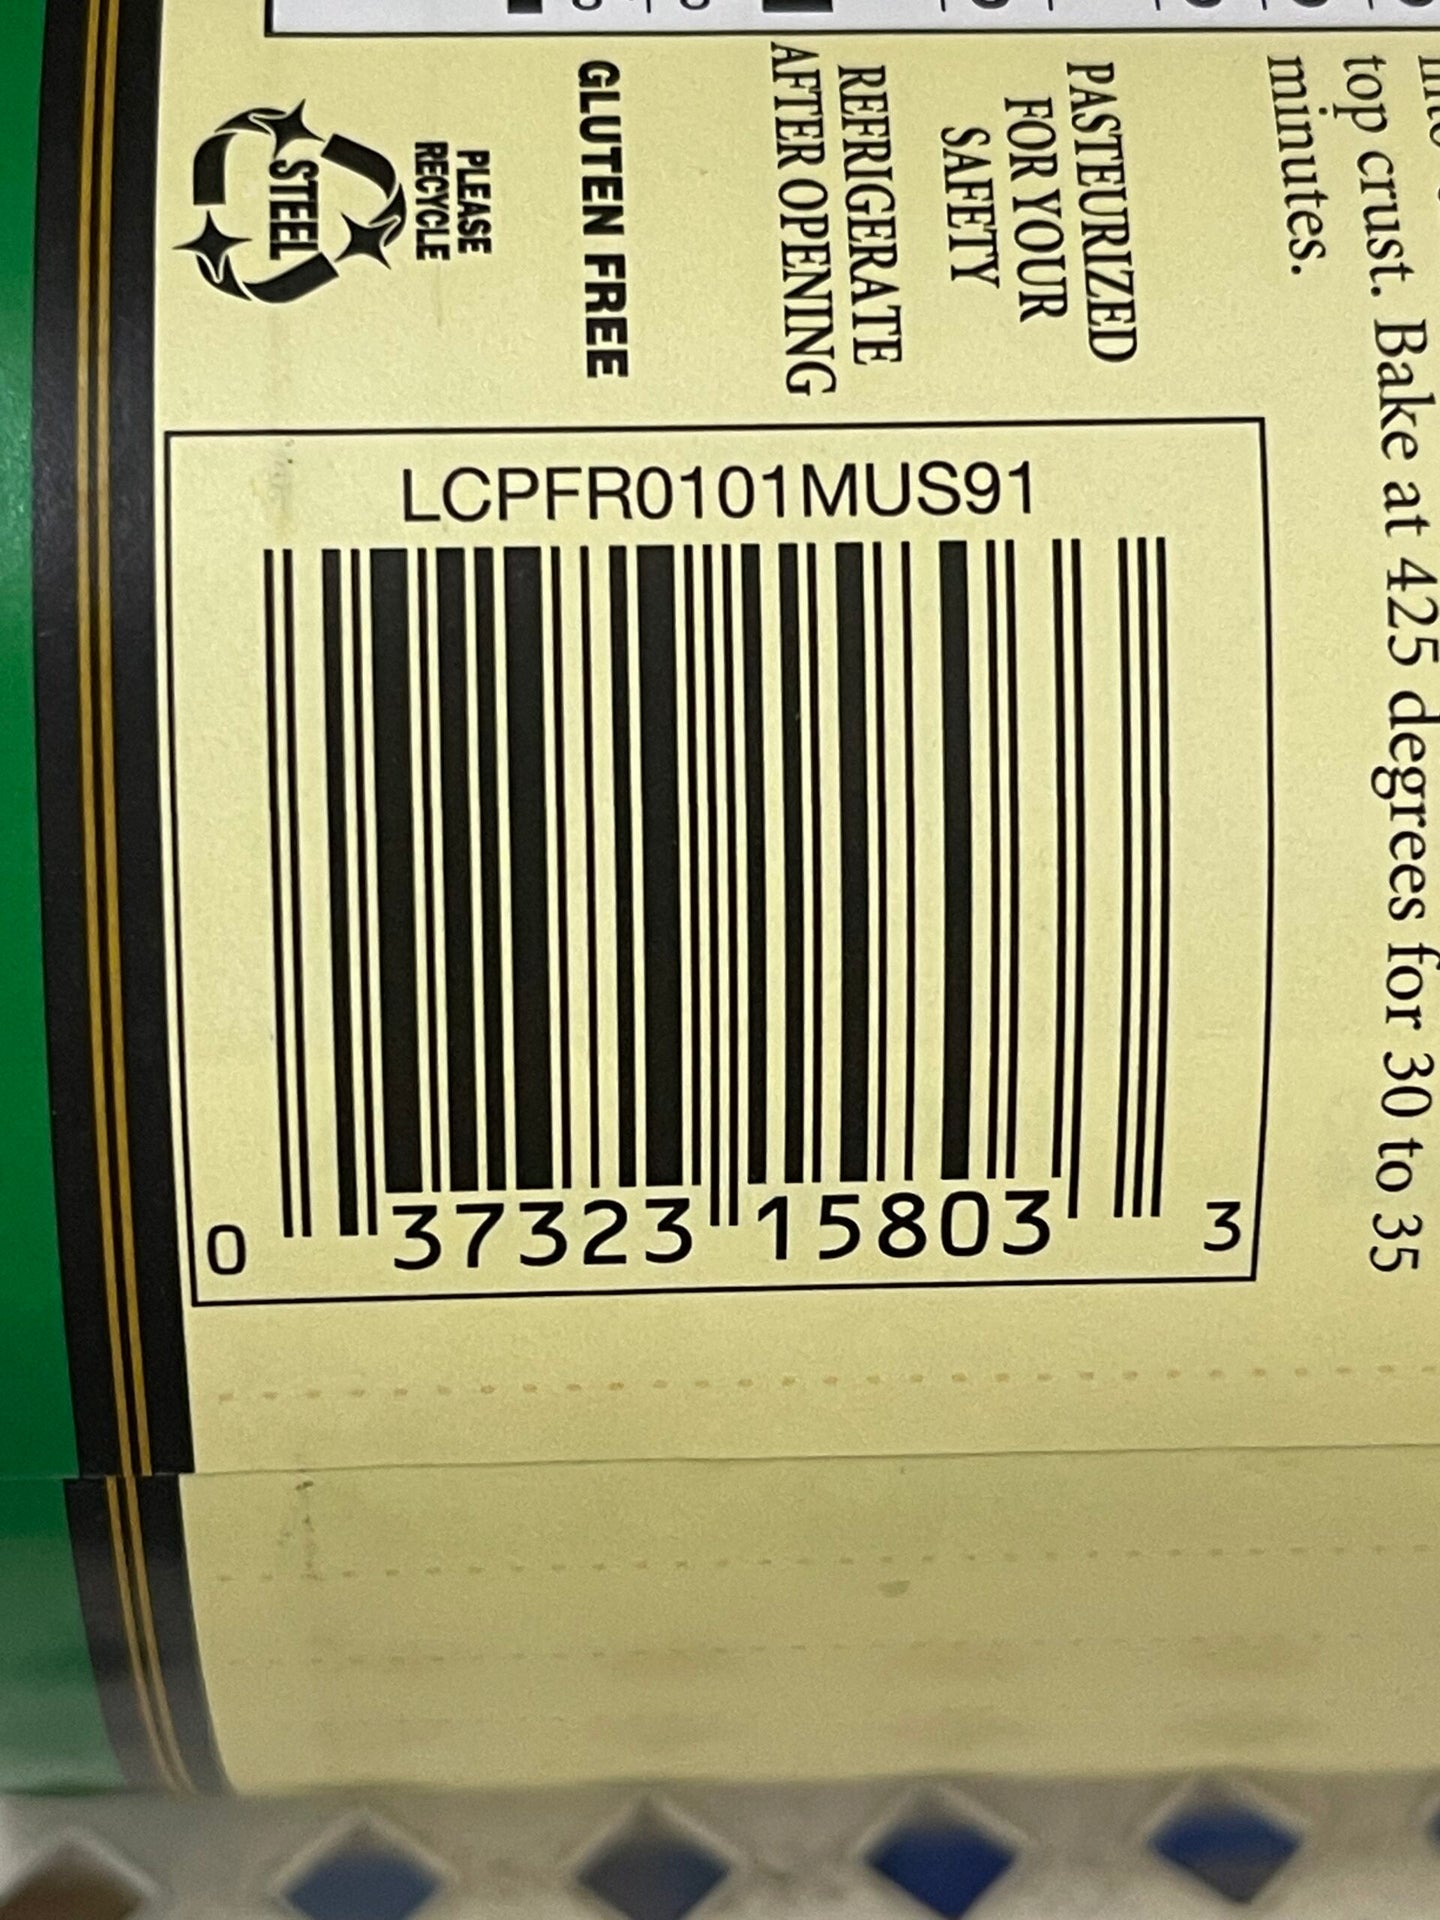 top crust. Bake at 425 degrees for 30 to 35
minutes.
PASTEURIZED
FOR YOUR
SAFETY
REFRIGERATE
AFTER OPENING
GLUTEN FREE
PLEASE
RECYCLE
STEEL
LCPFR0101MUS91
0 37323 15803 3